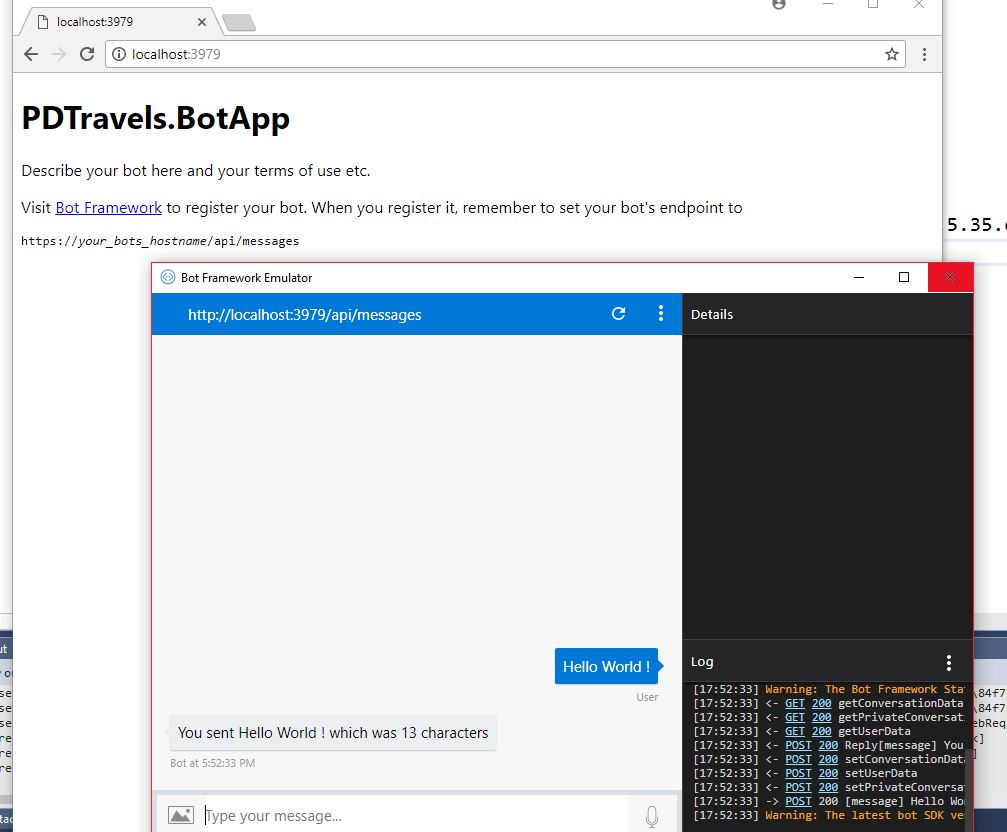 localhost:3979
localhost:3979
PDTravels.BotApp
Describe your bot here and your terms of use etc.
Visit Bot Framework to register your bot. When you register it, remember to set your bot's endpoint to
https://your_bots_hostname/api/messages
5.35.
Bot Framework Emulator
http://localhost:3979/api/messages
Details
Hello World !
User
You sent Hello World ! which was 13 characters
Bot at 5:52:33 PM
Type your message...
Log
[17:52:33] Warning: The Bot Framework Sta
[17:52:33] <- GET 200 getConversationData
[17:52:33] <- GET 200 getPrivateConversati
[17:52:33] <- GET 200 getUserData
[17:52:33] <- POST 200 Reply[message] You
[17:52:33] <- POST 200 setConversationData
[17:52:33] <- POST 200 setUserData
[17:52:33] <- POST 200 setPrivateConversat
[17:52:33] -> POST 200 [message] Hello Wor
[17:52:33] Warning: The latest bot SDK ve
\84f7
\84f7
ebReq